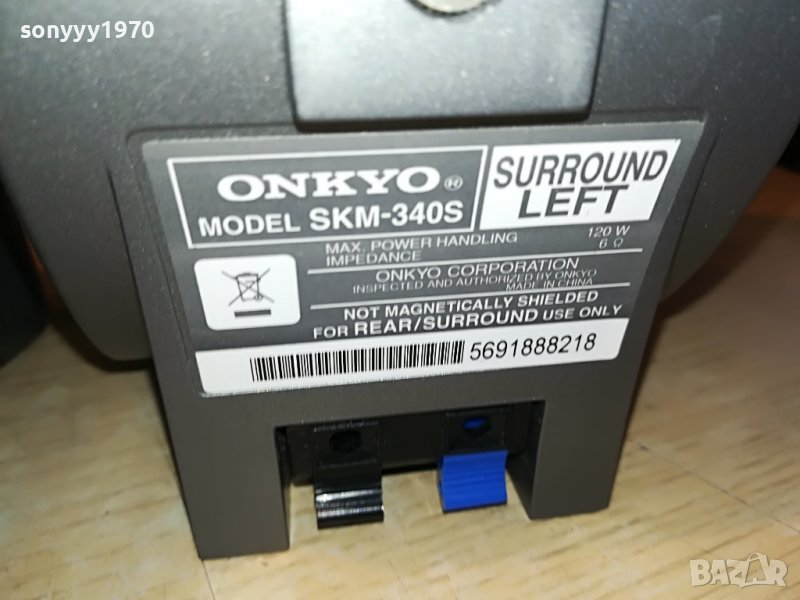 sonyyy1970
ONKYO®
MODEL SKM-340S
SURROUND
LEFT
MAX. POWER HANDLING 120 W
IMPEDANCE 6 Ω
ONKYO CORPORATION
INSPECTED AND AUTHORIZED BY ONKYO
MADE IN CHINA
NOT MAGNETICALLY SHIELDED
FOR REAR/SURROUND USE ONLY
5691888218
BAZAR